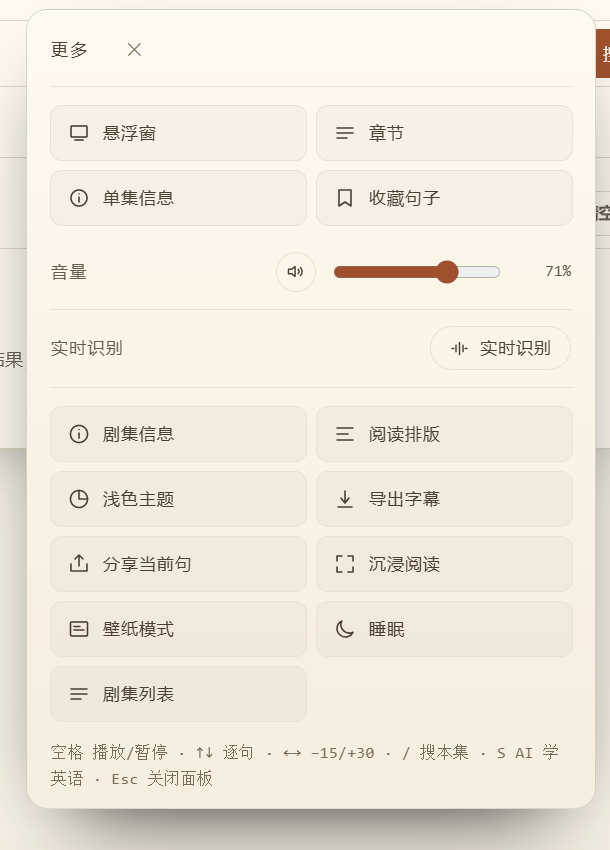 更多
悬浮窗 章节
单集信息 收藏句子
音量 71%
实时识别 实时识别
结果
剧集信息 阅读排版
浅色主题 导出字幕
分享当前句 沉浸阅读
壁纸模式 睡眠
剧集列表
空格 播放/暂停 · ↑↓ 逐句 · ↔ −15/+30 · / 搜本集 · S AI 学
英语 · Esc 关闭面板